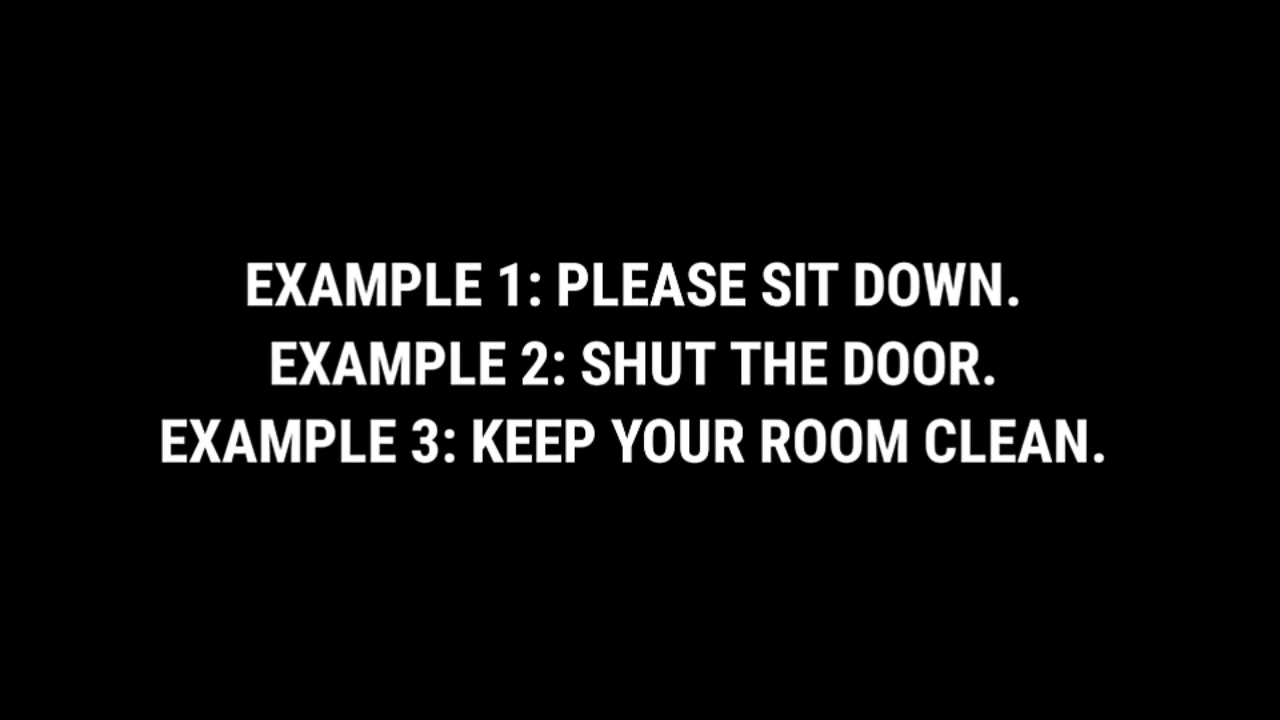 EXAMPLE 1: PLEASE SIT DOWN.
EXAMPLE 2: SHUT THE DOOR.
EXAMPLE 3: KEEP YOUR ROOM CLEAN.